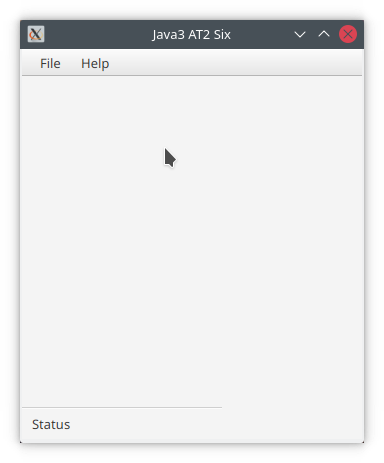 Java3 AT2 Six
File Help
Status